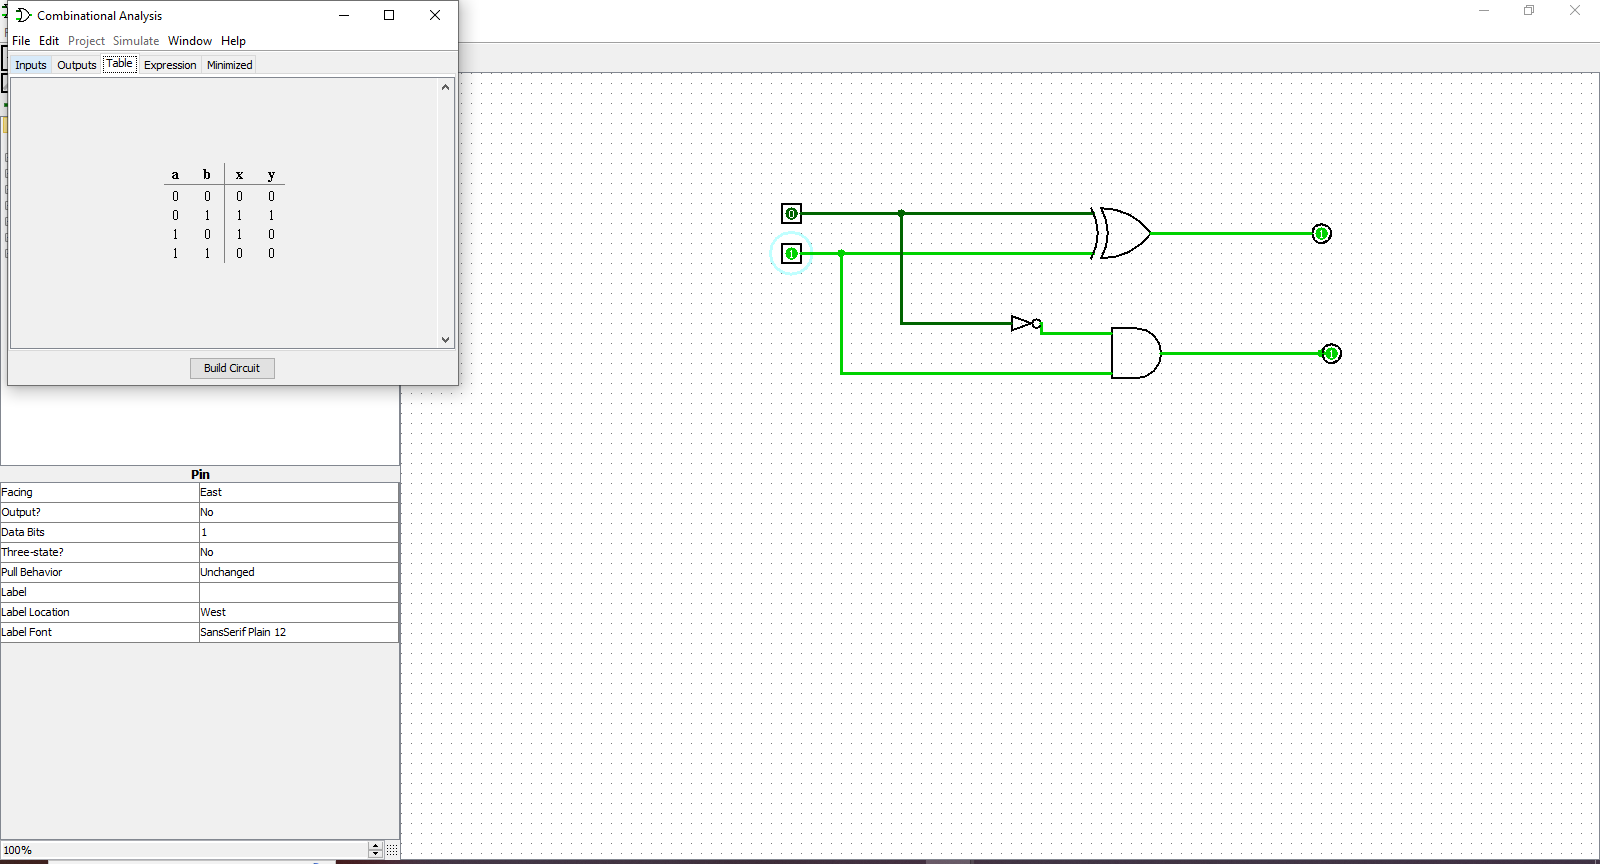 Combinational Analysis
File Edit Project Simulate Window Help
Inputs Outputs Table Expression Minimized
a b x y
0 0 0 0
0 1 1 1
1 0 1 0
1 1 0 0
Build Circuit
0
1
1
1
Pin
Facing East
Output? No
Data Bits 1
Three-state? No
Pull Behavior Unchanged
Label
Label Location West
Label Font SansSerif Plain 12
100%